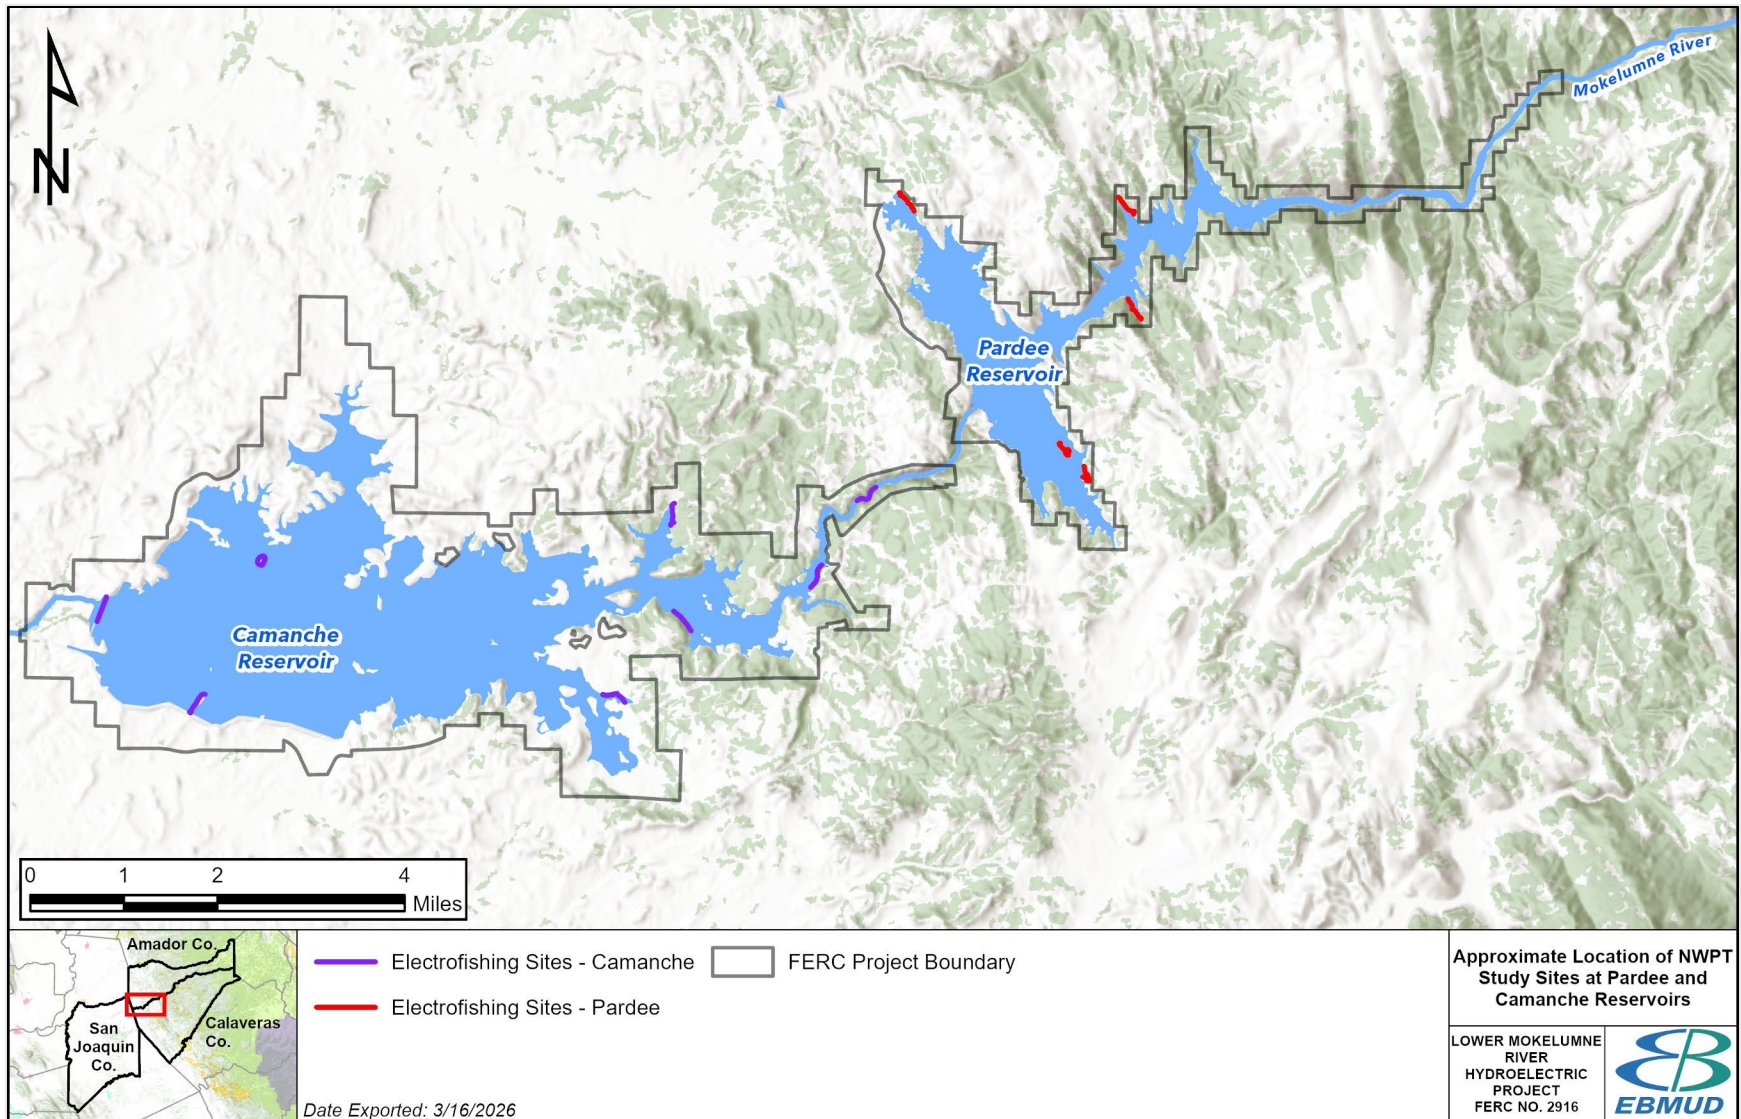 N
Mokelumne River
Pardee
Reservoir
Camanche
Reservoir
0 1 2 4
Miles
Amador Co.
San
Joaquin
Co.
Calaveras
Co.
Electrofishing Sites - Camanche
FERC Project Boundary
Electrofishing Sites - Pardee
Date Exported: 3/16/2026
Approximate Location of NWPT
Study Sites at Pardee and
Camanche Reservoirs
LOWER MOKELUMNE
RIVER
HYDROELECTRIC
PROJECT
FERC NO. 2916
EBMUD